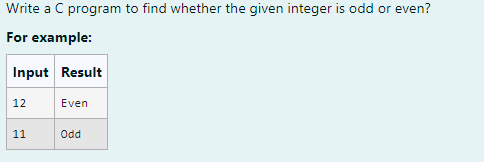 Write a C program to find whether the given integer is odd or even?
For example:
Input Result
12 Even
11 Odd